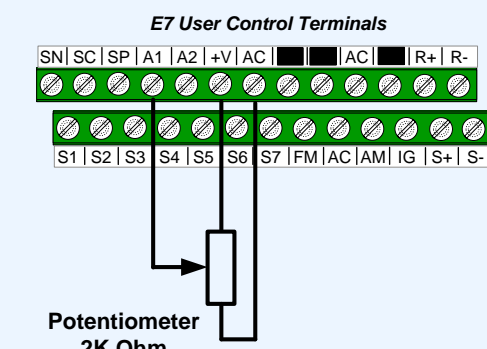 E7 User Control Terminals
SN SC SP A1 A2 +V AC AC R+ R-
S1 S2 S3 S4 S5 S6 S7 FM AC AM IG S+ S-
Potentiometer
2K Ohm